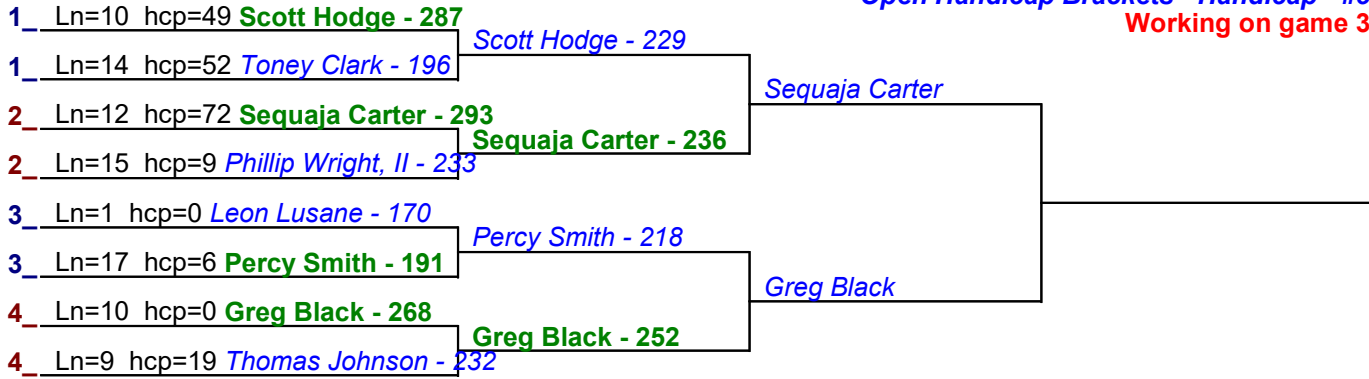 Open Handicap Brackets - Handicap - #
Working on game 3
1_ Ln=10 hcp=49 Scott Hodge - 287
Scott Hodge - 229
1_ Ln=14 hcp=52 Toney Clark - 196
Sequaja Carter
2_ Ln=12 hcp=72 Sequaja Carter - 293
Sequaja Carter - 236
2_ Ln=15 hcp=9 Phillip Wright, II - 233
3_ Ln=1 hcp=0 Leon Lusane - 170
Percy Smith - 218
3_ Ln=17 hcp=6 Percy Smith - 191
Greg Black
4_ Ln=10 hcp=0 Greg Black - 268
Greg Black - 252
4_ Ln=9 hcp=19 Thomas Johnson - 232